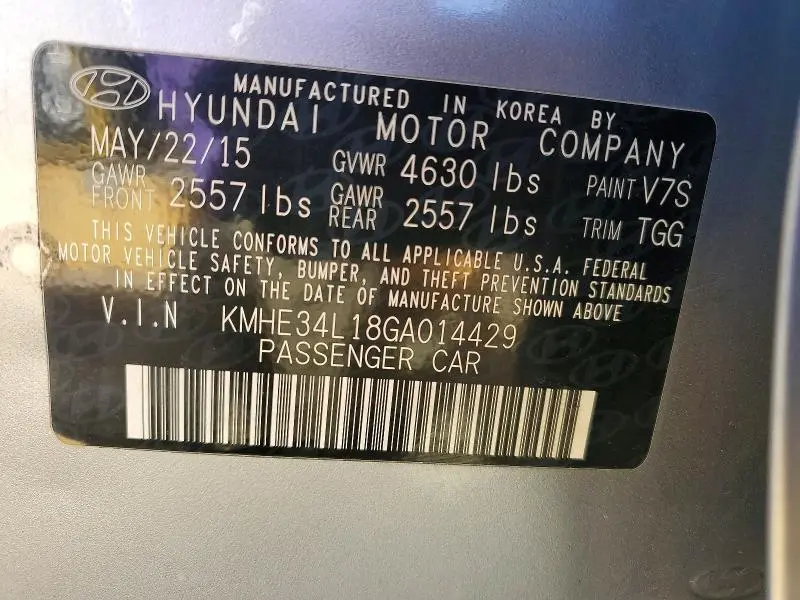 MANUFACTURED IN KOREA BY
HYUNDAI MOTOR COMPANY
MAY/22/15 GVWR 4630 lbs PAINT V7S
GAWR FRONT 2557 lbs GAWR REAR 2557 lbs TRIM TGG
THIS VEHICLE CONFORMS TO ALL APPLICABLE U.S.A. FEDERAL
MOTOR VEHICLE SAFETY, BUMPER, AND THEFT PREVENTION STANDARDS
IN EFFECT ON THE DATE OF MANUFACTURE SHOWN ABOVE
V.I.N KMHE34L18GA014429
PASSENGER CAR